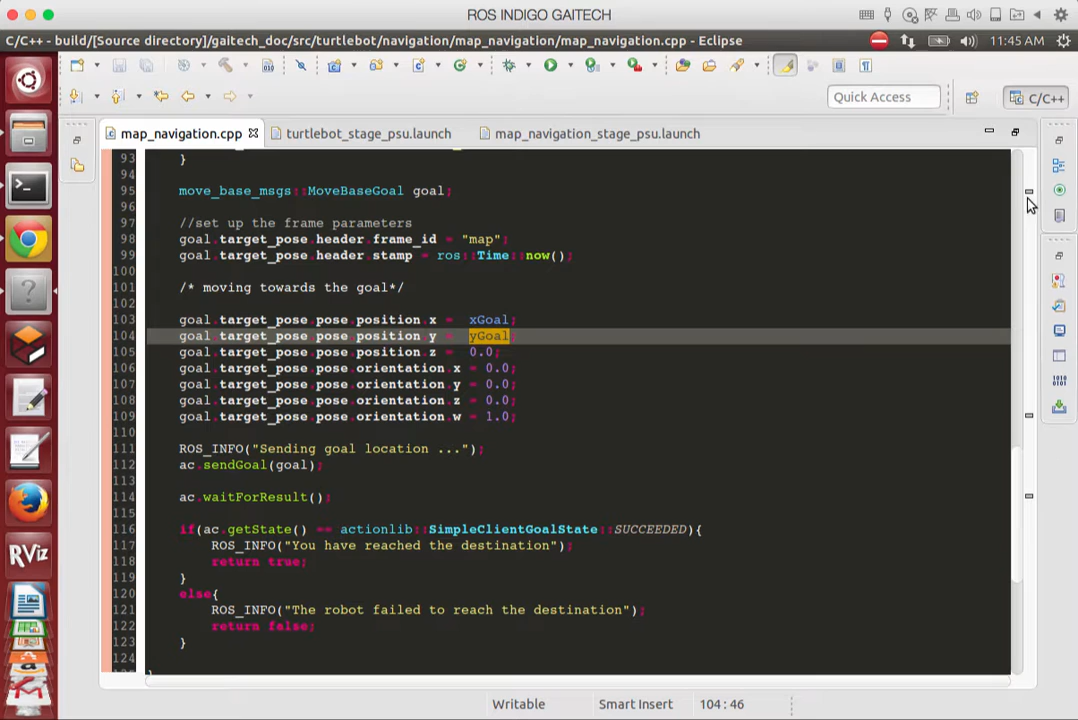 ROS INDIGO GAITECH
C/C++ - build/[Source directory]/gaitech_doc/src/turtlebot/navigation/map_navigation/map_navigation.cpp - Eclipse
11:45 AM
Quick Access
C/C++
map_navigation.cpp
turtlebot_stage_psu.launch
map_navigation_stage_psu.launch
93 }
94
95 move_base_msgs::MoveBaseGoal goal;
96
97 //set up the frame parameters
98 goal.target_pose.header.frame_id = "map";
99 goal.target_pose.header.stamp = ros::Time::now();
100
101 /* moving towards the goal*/
102
103 goal.target_pose.pose.position.x = xGoal;
104 goal.target_pose.pose.position.y = yGoal;
105 goal.target_pose.pose.position.z = 0.0;
106 goal.target_pose.pose.orientation.x = 0.0;
107 goal.target_pose.pose.orientation.y = 0.0;
108 goal.target_pose.pose.orientation.z = 0.0;
109 goal.target_pose.pose.orientation.w = 1.0;
110
111 ROS_INFO("Sending goal location ...");
112 ac.sendGoal(goal);
113
114 ac.waitForResult();
115
116 if(ac.getState() == actionlib::SimpleClientGoalState::SUCCEEDED){
117 ROS_INFO("You have reached the destination");
118 return true;
119 }
120 else{
121 ROS_INFO("The robot failed to reach the destination");
122 return false;
123 }
124
RViz
Writable
Smart Insert
104 : 46